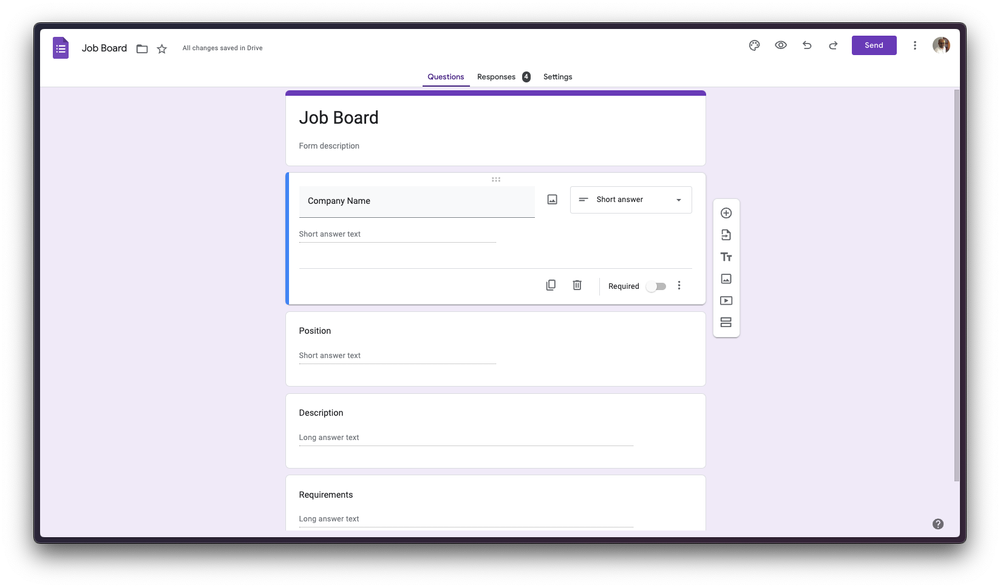 Job Board
All changes saved in Drive
Send
Questions
Responses
4
Settings
Job Board
Form description
Company Name
Short answer
Short answer text
Required
Position
Short answer text
Description
Long answer text
Requirements
Long answer text